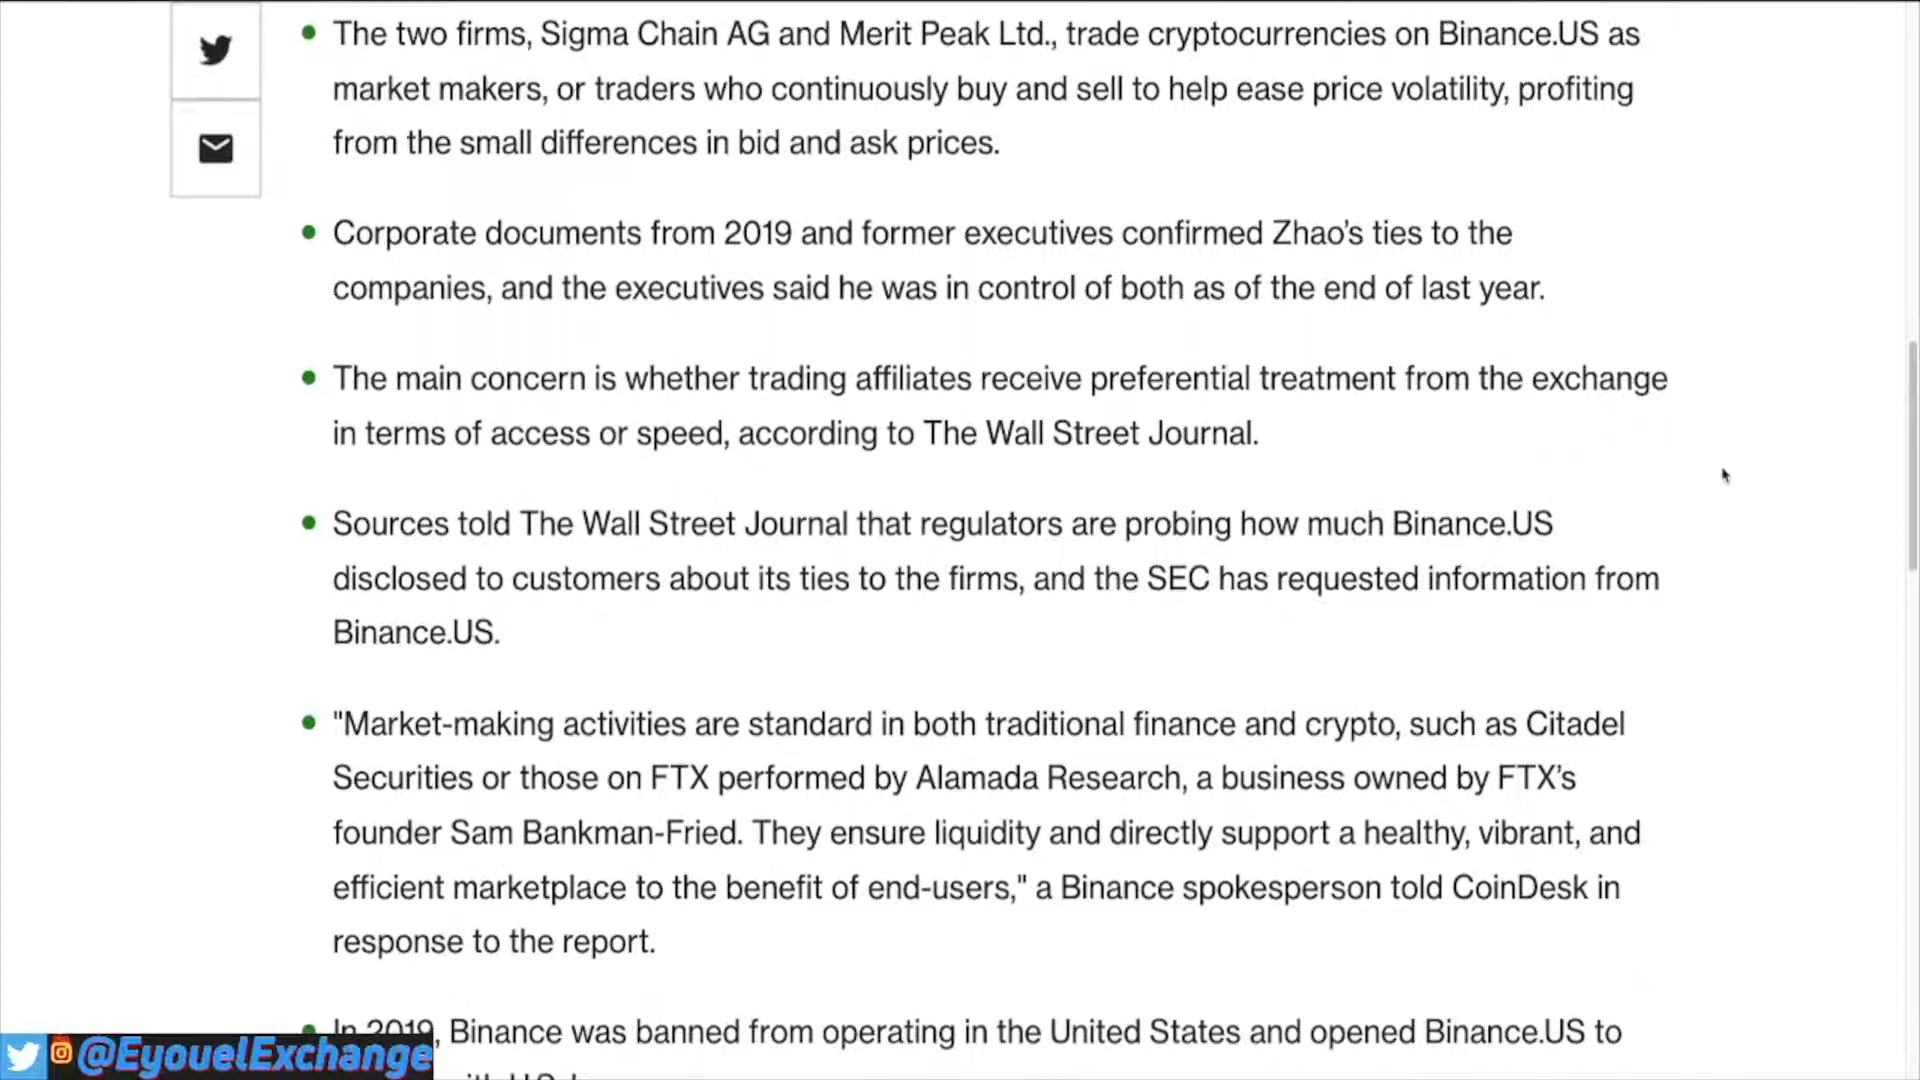 The two firms, Sigma Chain AG and Merit Peak Ltd., trade cryptocurrencies on Binance.US as
market makers, or traders who continuously buy and sell to help ease price volatility, profiting
from the small differences in bid and ask prices.
Corporate documents from 2019 and former executives confirmed Zhao’s ties to the
companies, and the executives said he was in control of both as of the end of last year.
The main concern is whether trading affiliates receive preferential treatment from the exchange
in terms of access or speed, according to The Wall Street Journal.
Sources told The Wall Street Journal that regulators are probing how much Binance.US
disclosed to customers about its ties to the firms, and the SEC has requested information from
Binance.US.
"Market-making activities are standard in both traditional finance and crypto, such as Citadel
Securities or those on FTX performed by Alamada Research, a business owned by FTX’s
founder Sam Bankman-Fried. They ensure liquidity and directly support a healthy, vibrant, and
efficient marketplace to the benefit of end-users," a Binance spokesperson told CoinDesk in
response to the report.
In 2019, Binance was banned from operating in the United States and opened Binance.US to
@EyouelExchange